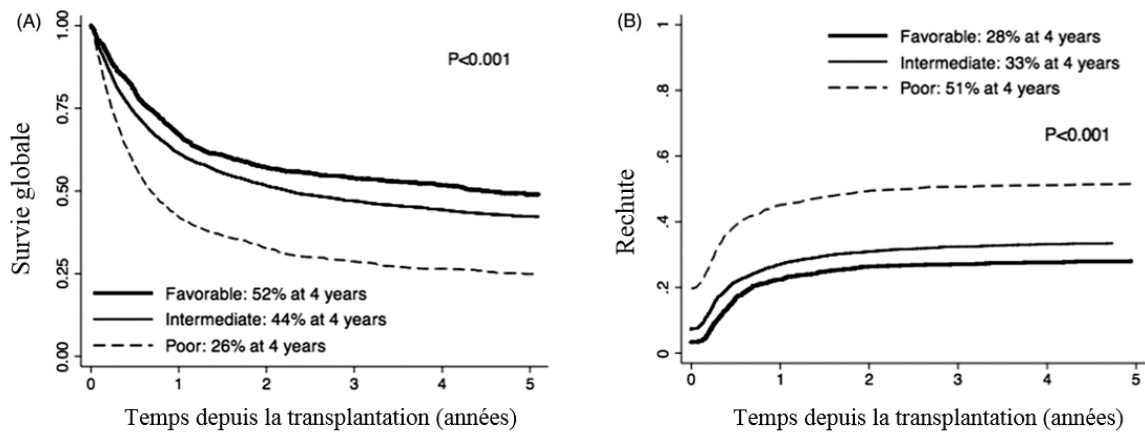 (A)
1.00
0.75
0.50
0.25
0.00
Survie globale
P<0.001
Favorable: 52% at 4 years
Intermediate: 44% at 4 years
Poor: 26% at 4 years
0 1 2 3 4 5
Temps depuis la transplantation (années)
(B)
1
.8
.6
.4
.2
0
Rechute
Favorable: 28% at 4 years
Intermediate: 33% at 4 years
Poor: 51% at 4 years
P<0.001
0 1 2 3 4 5
Temps depuis la transplantation (années)